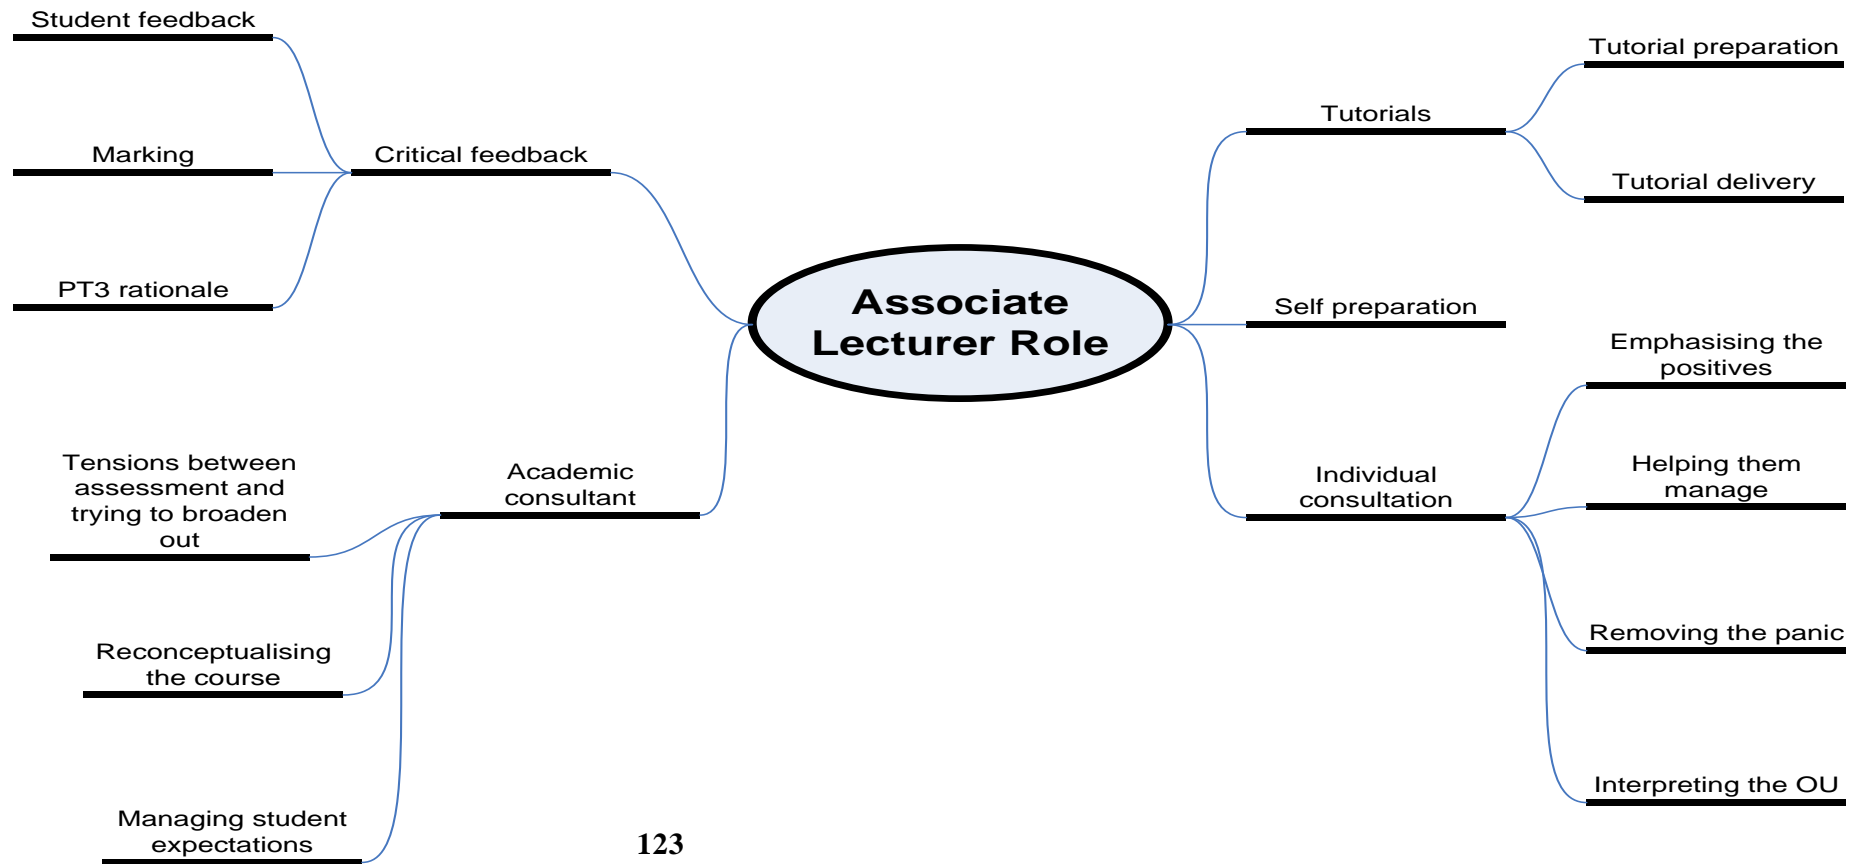 Student feedback
Marking
Critical feedback
PT3 rationale
Tutorial preparation
Tutorials
Tutorial delivery
Associate
Lecturer Role
Self preparation
Emphasising the
positives
Helping them
manage
Individual
consultation
Removing the panic
Interpreting the OU
Academic
consultant
Tensions between
assessment and
trying to broaden
out
Reconceptualising
the course
Managing student
expectations
123